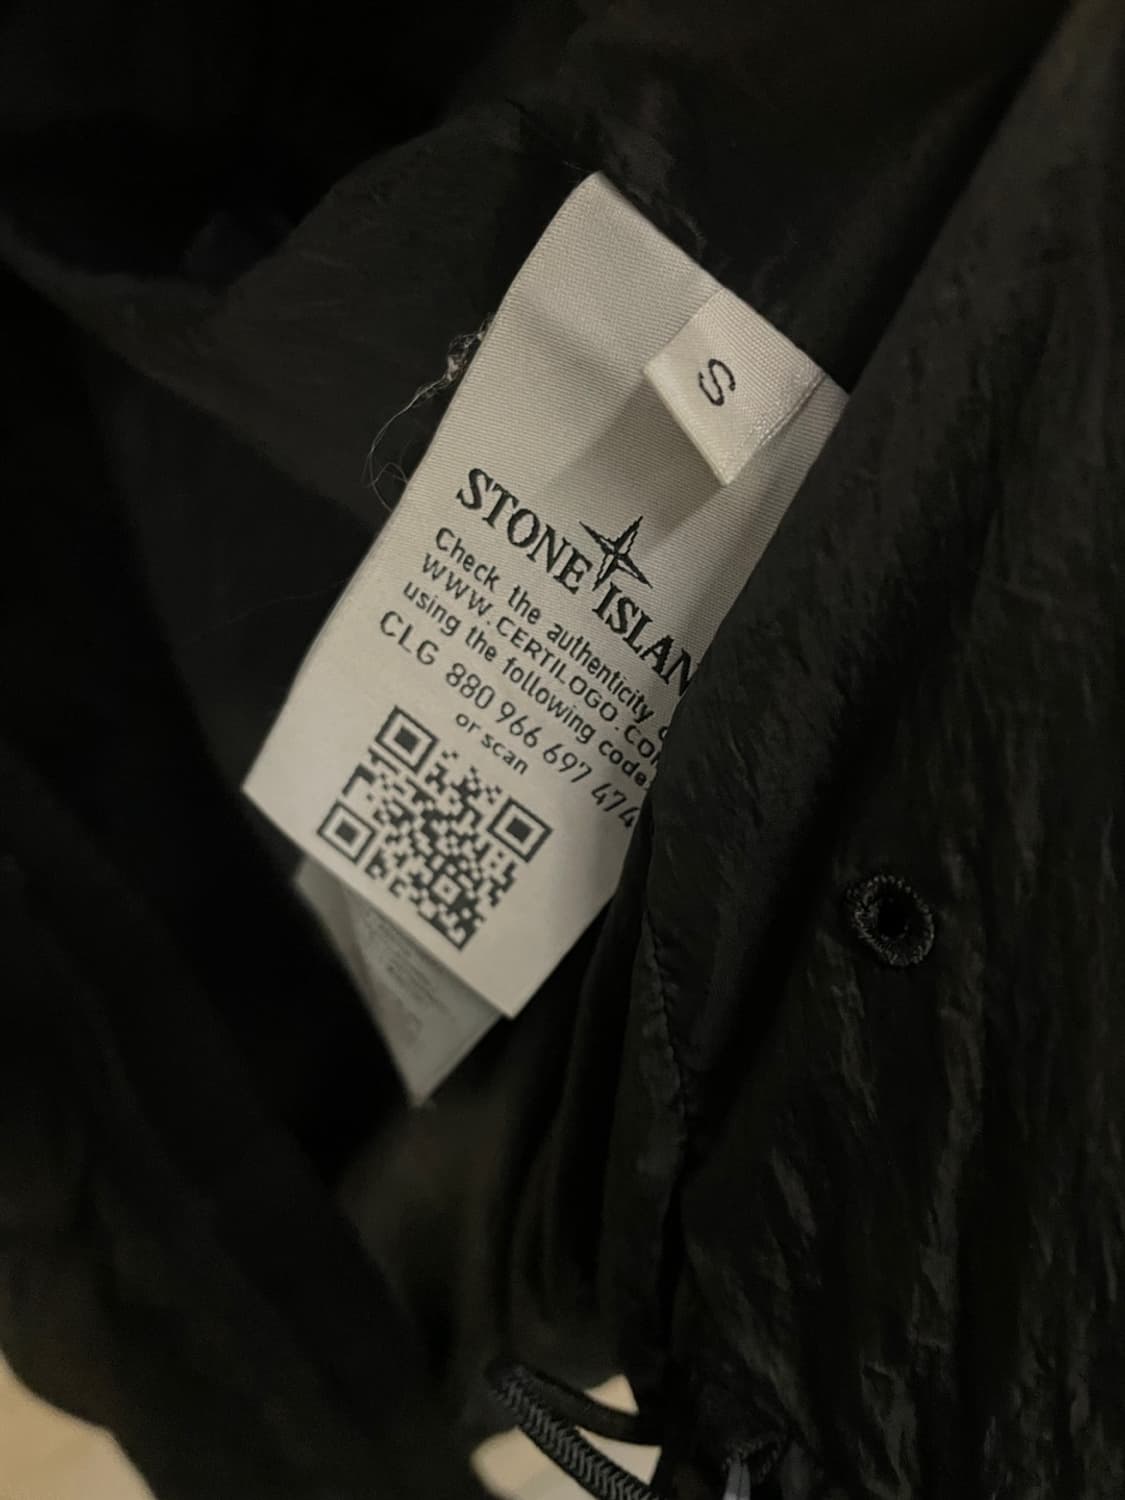 S
STONE ISLAN
Check the authenticity
WWW.CERTILOGO.CO
using the following code:
CLG 880 966 697 474
or scan